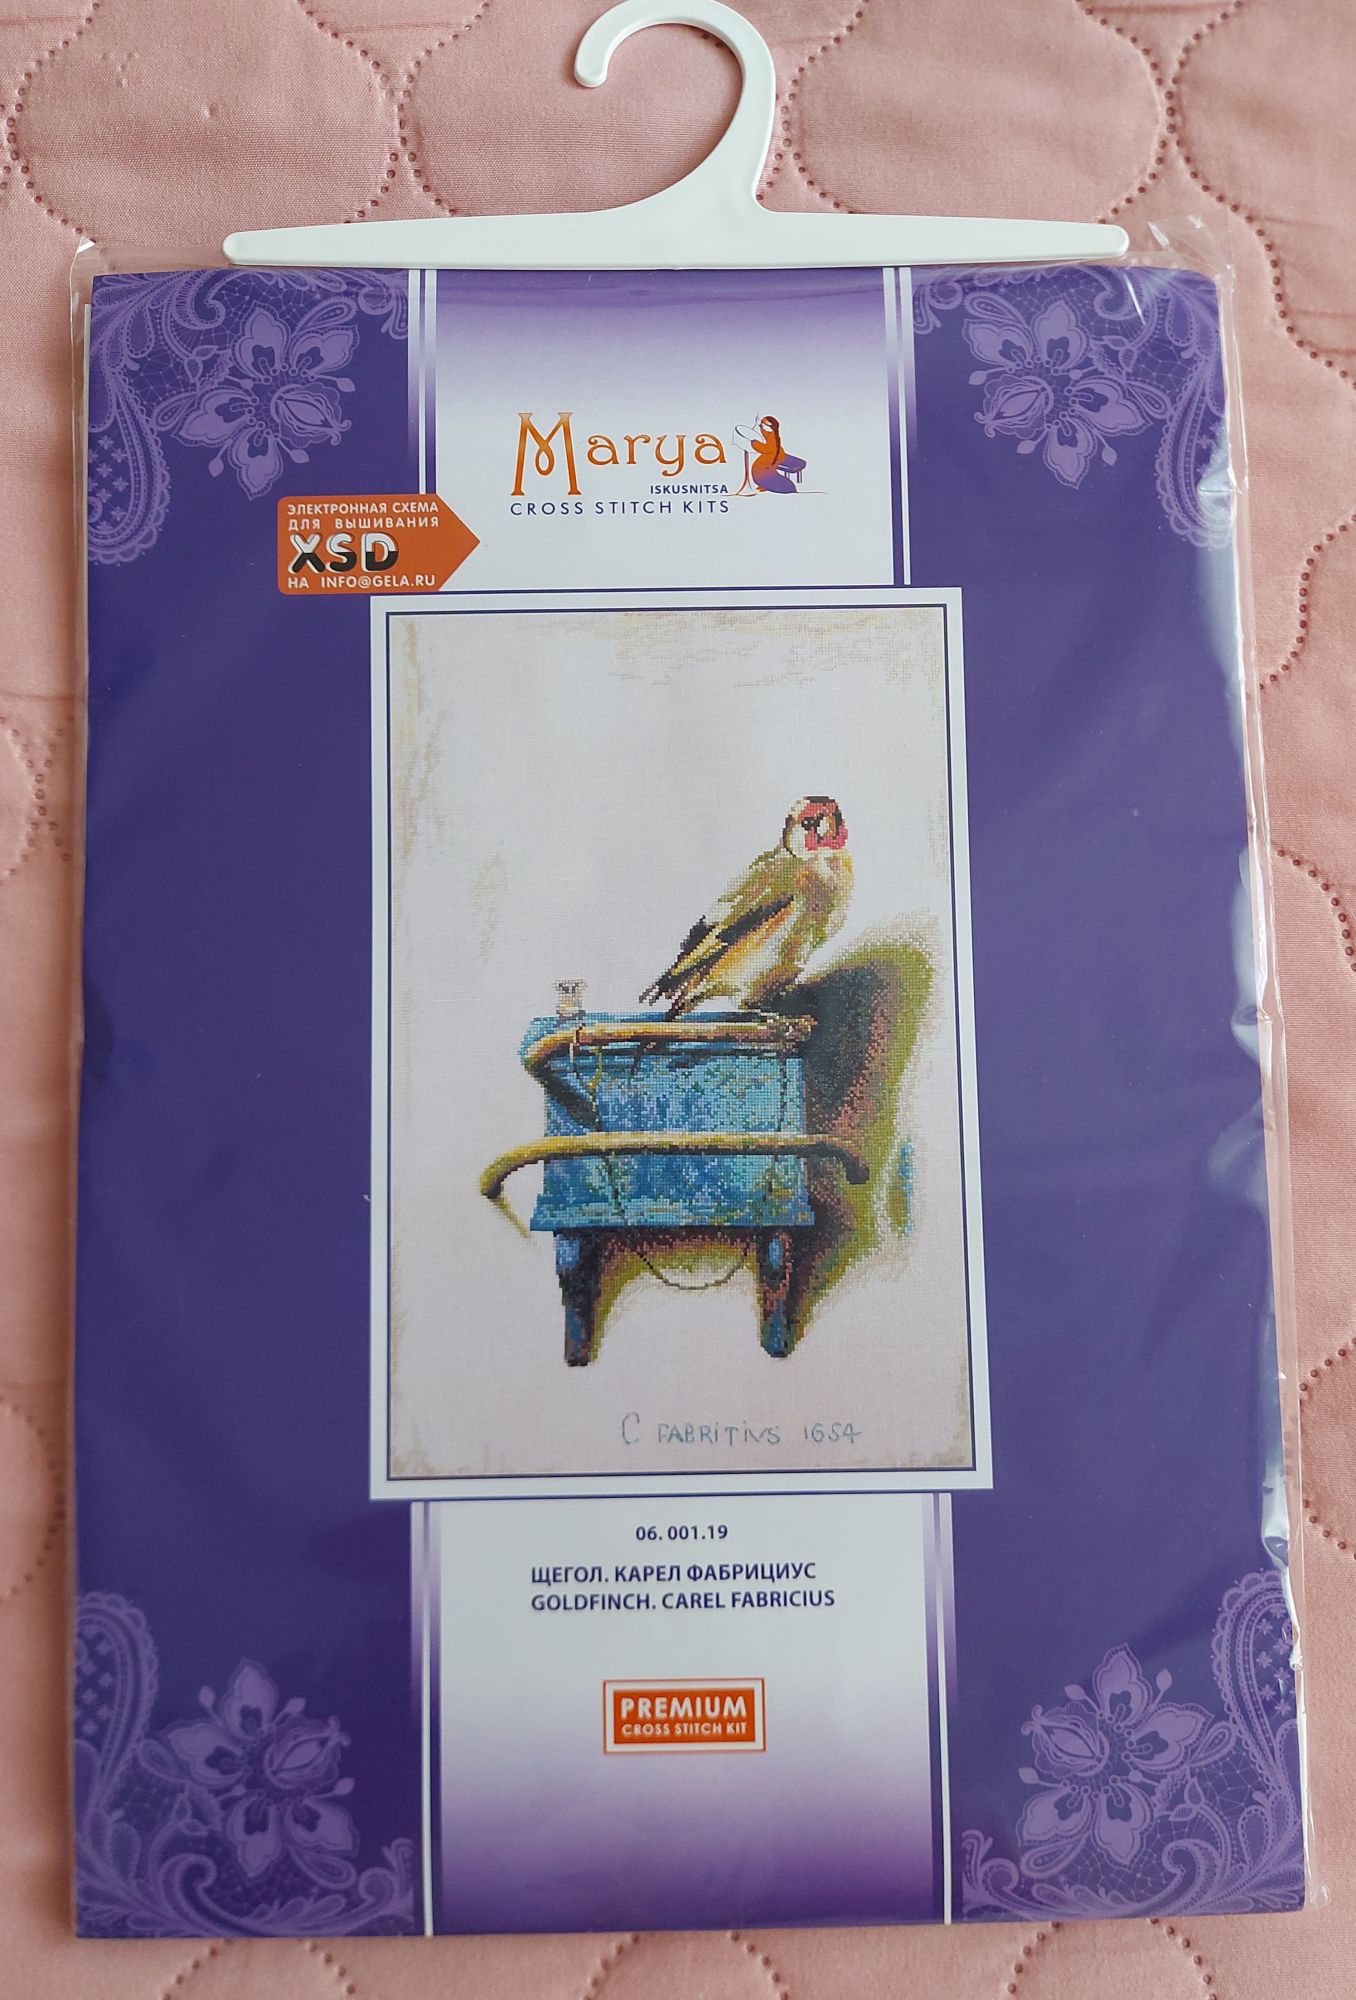 Marya
ISKUSNITSA
CROSS STITCH KITS
ЭЛЕКТРОННАЯ СХЕМА
ДЛЯ ВЫШИВАНИЯ
XSD
НА INFO@GELA.RU
C FABRITIVS 1654
06. 001.19
ЩЕГОЛ. КАРЕЛ ФАБРИЦИУС
GOLDFINCH. CAREL FABRICIUS
PREMIUM
CROSS STITCH KIT